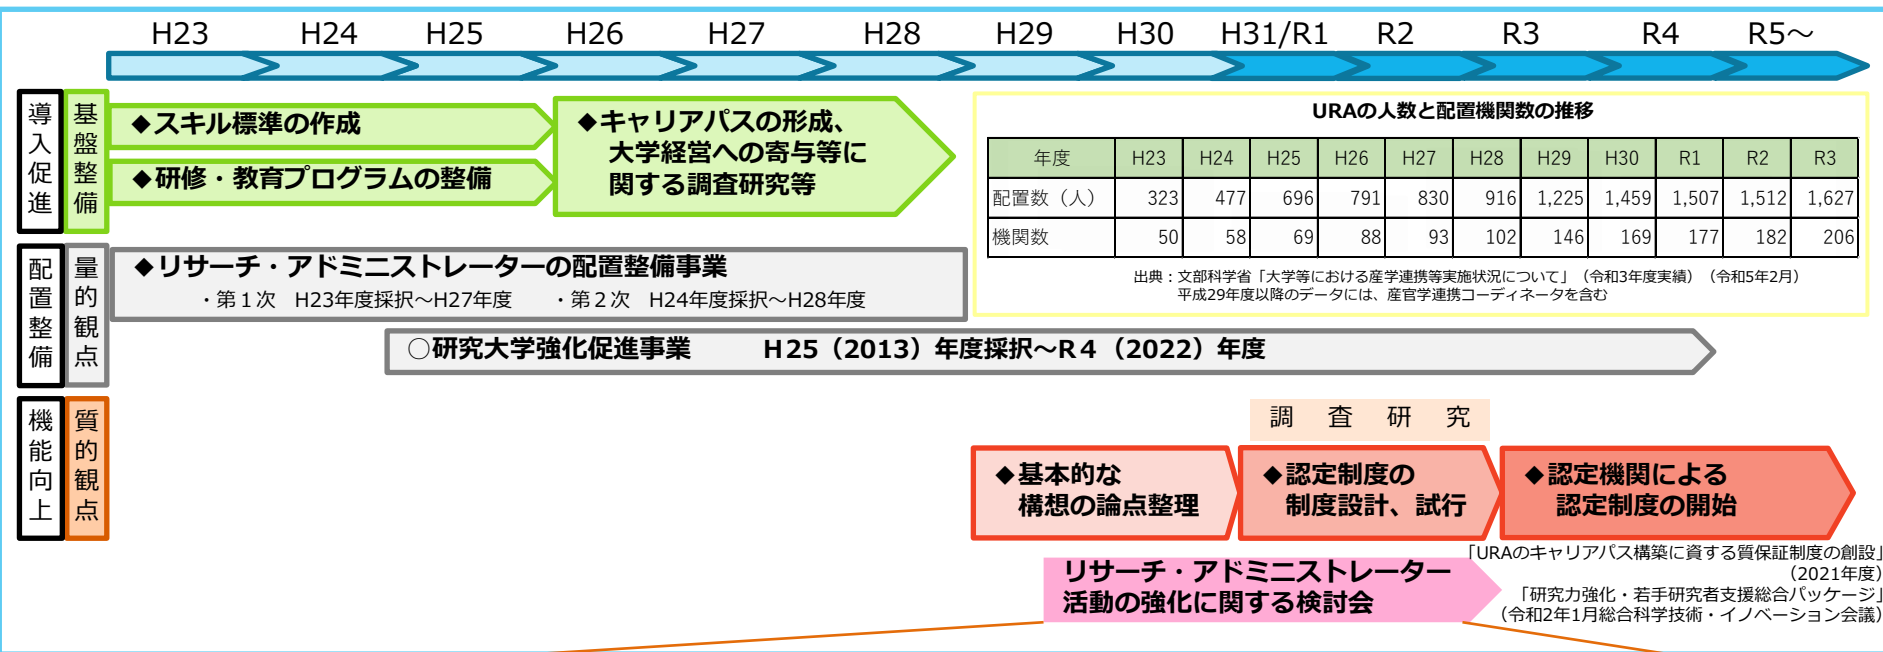 H23 H24 H25 H26 H27 H28 H29 H30 H31/R1 R2 R3 R4 R5～
導入促進
基盤整備
◆スキル標準の作成
◆研修・教育プログラムの整備
◆キャリアパスの形成、
大学経営への寄与等に
関する調査研究等
URAの人数と配置機関数の推移
年度 H23 H24 H25 H26 H27 H28 H29 H30 R1 R2 R3
配置数（人） 323 477 696 791 830 916 1,225 1,459 1,507 1,512 1,627
機関数 50 58 69 88 93 102 146 169 177 182 206
出典：文部科学省「大学等における産学連携等実施状況について」（令和3年度実績）（令和5年2月）
平成29年度以降のデータには、産官学連携コーディネータを含む
配置整備
量的観点
◆リサーチ・アドミニストレーターの配置整備事業
・第１次 H23年度採択～H27年度 ・第２次 H24年度採択～H28年度
○研究大学強化促進事業 H25（2013）年度採択～R４（2022）年度
機能向上
質的観点
調査研究
◆基本的な
構想の論点整理
◆認定制度の
制度設計、試行
◆認定機関による
認定制度の開始
リサーチ・アドミニストレーター
活動の強化に関する検討会
「URAのキャリアパス構築に資する質保証制度の創設」
（2021年度）
「研究力強化・若手研究者支援総合パッケージ」
（令和2年1月総合科学技術・イノベーション会議）